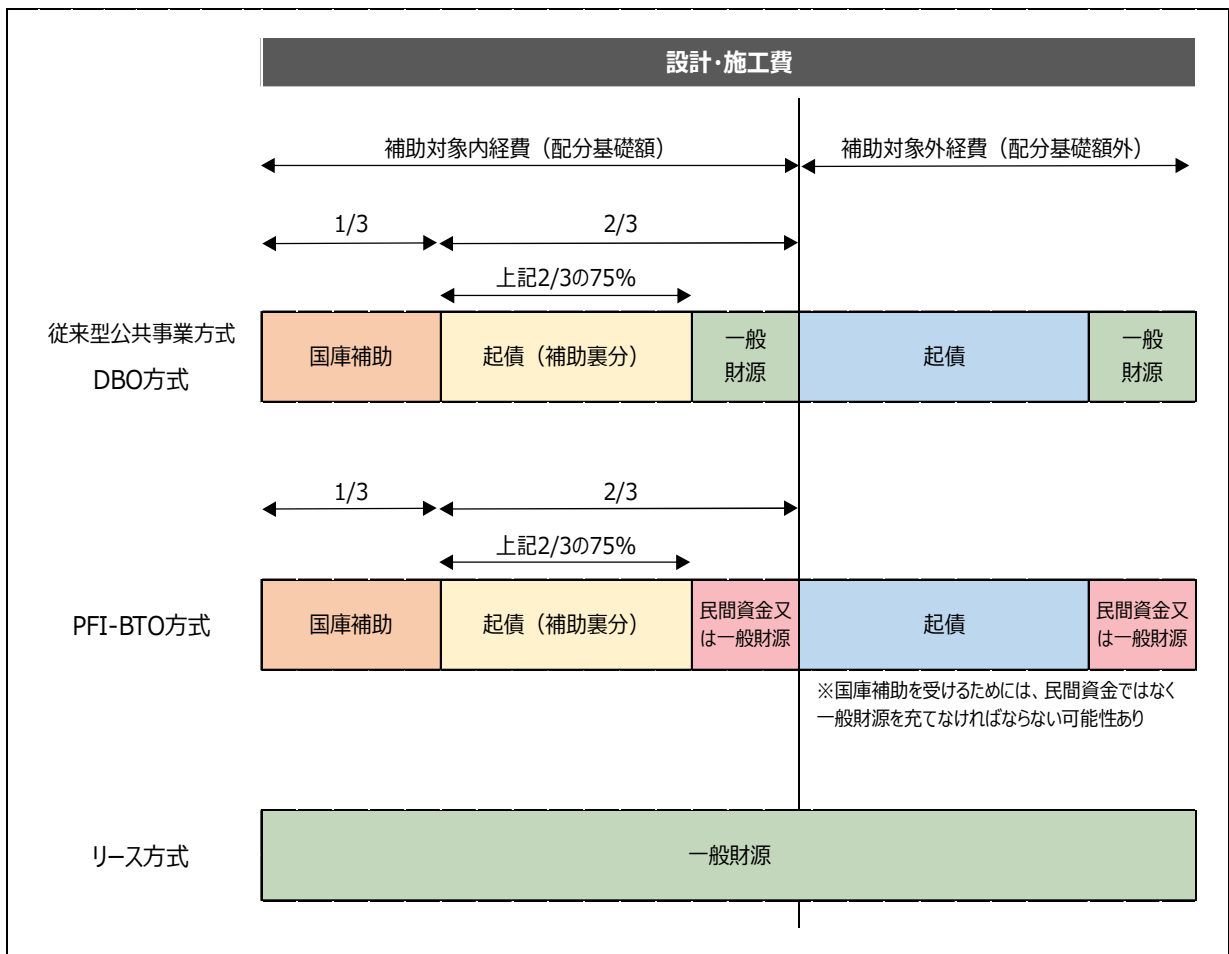 設計・施工費
補助対象内経費（配分基礎額）
補助対象外経費（配分基礎額外）
1/3
2/3
上記2/3の75%
従来型公共事業方式
DBO方式
国庫補助
起債（補助裏分）
一般
財源
起債
一般
財源
1/3
2/3
上記2/3の75%
PFI-BTO方式
国庫補助
起債（補助裏分）
民間資金又
は一般財源
起債
民間資金又
は一般財源
※国庫補助を受けるためには、民間資金ではなく
一般財源を充てなければならない可能性あり
リース方式
一般財源